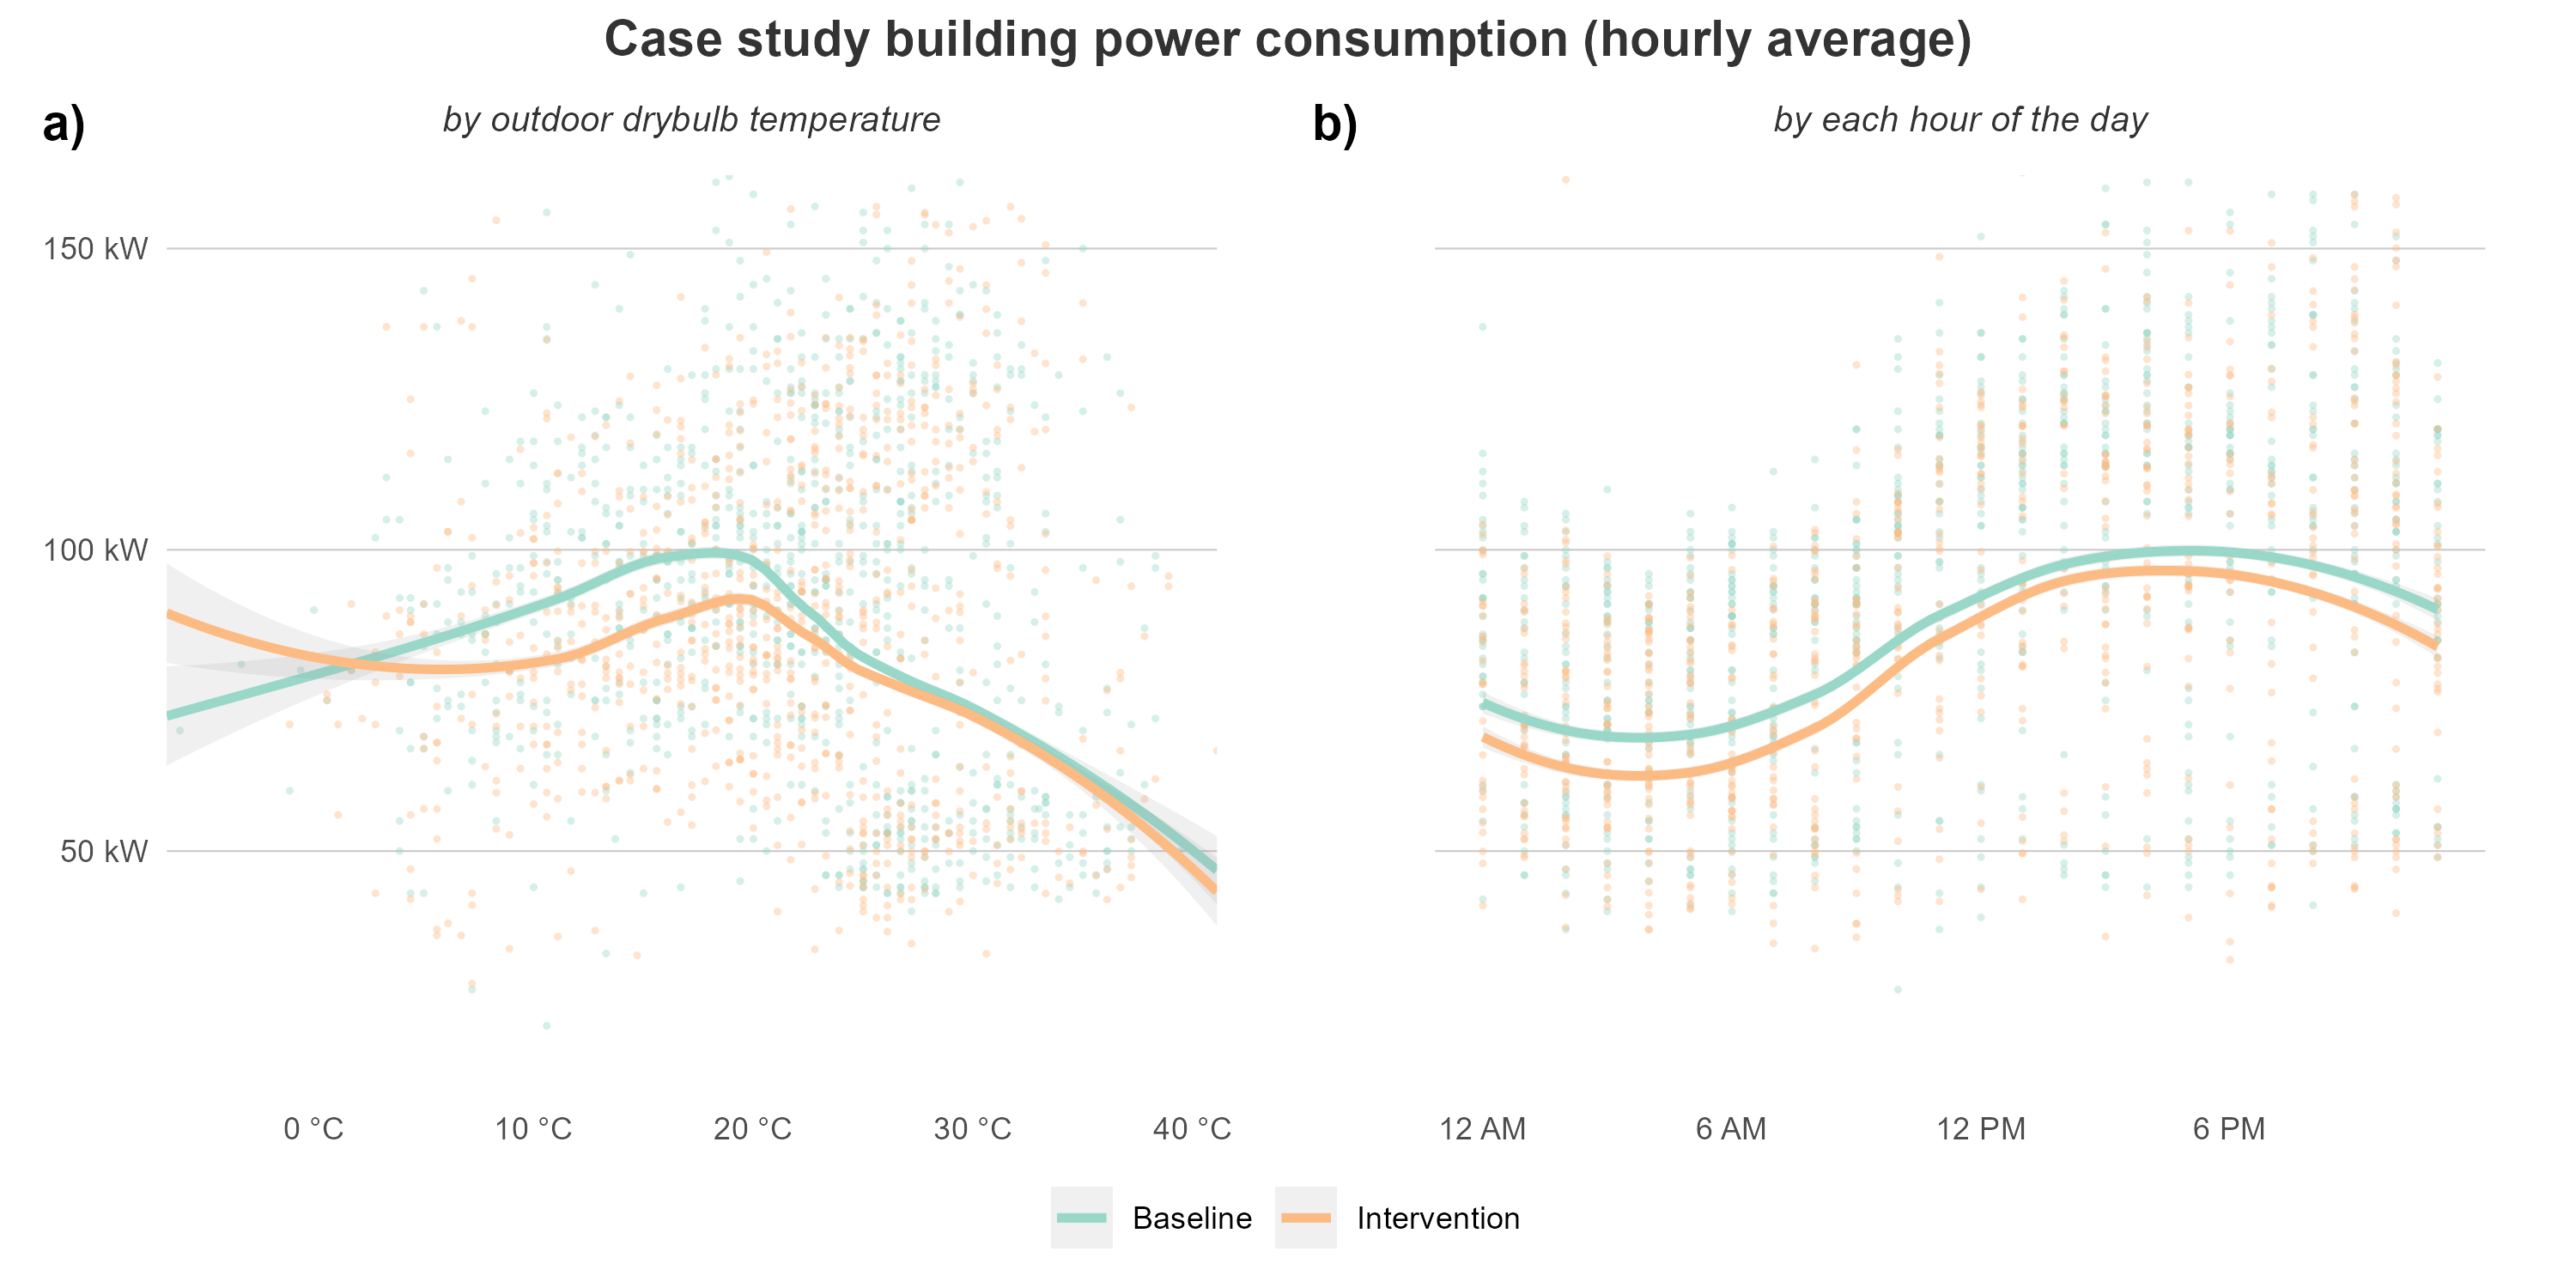 Case study building power consumption (hourly average)
a)
by outdoor drybulb temperature
150 kW
100 kW
50 kW
0 °C
10 °C
20 °C
30 °C
40 °C
b)
by each hour of the day
12 AM
6 AM
12 PM
6 PM
Baseline
Intervention